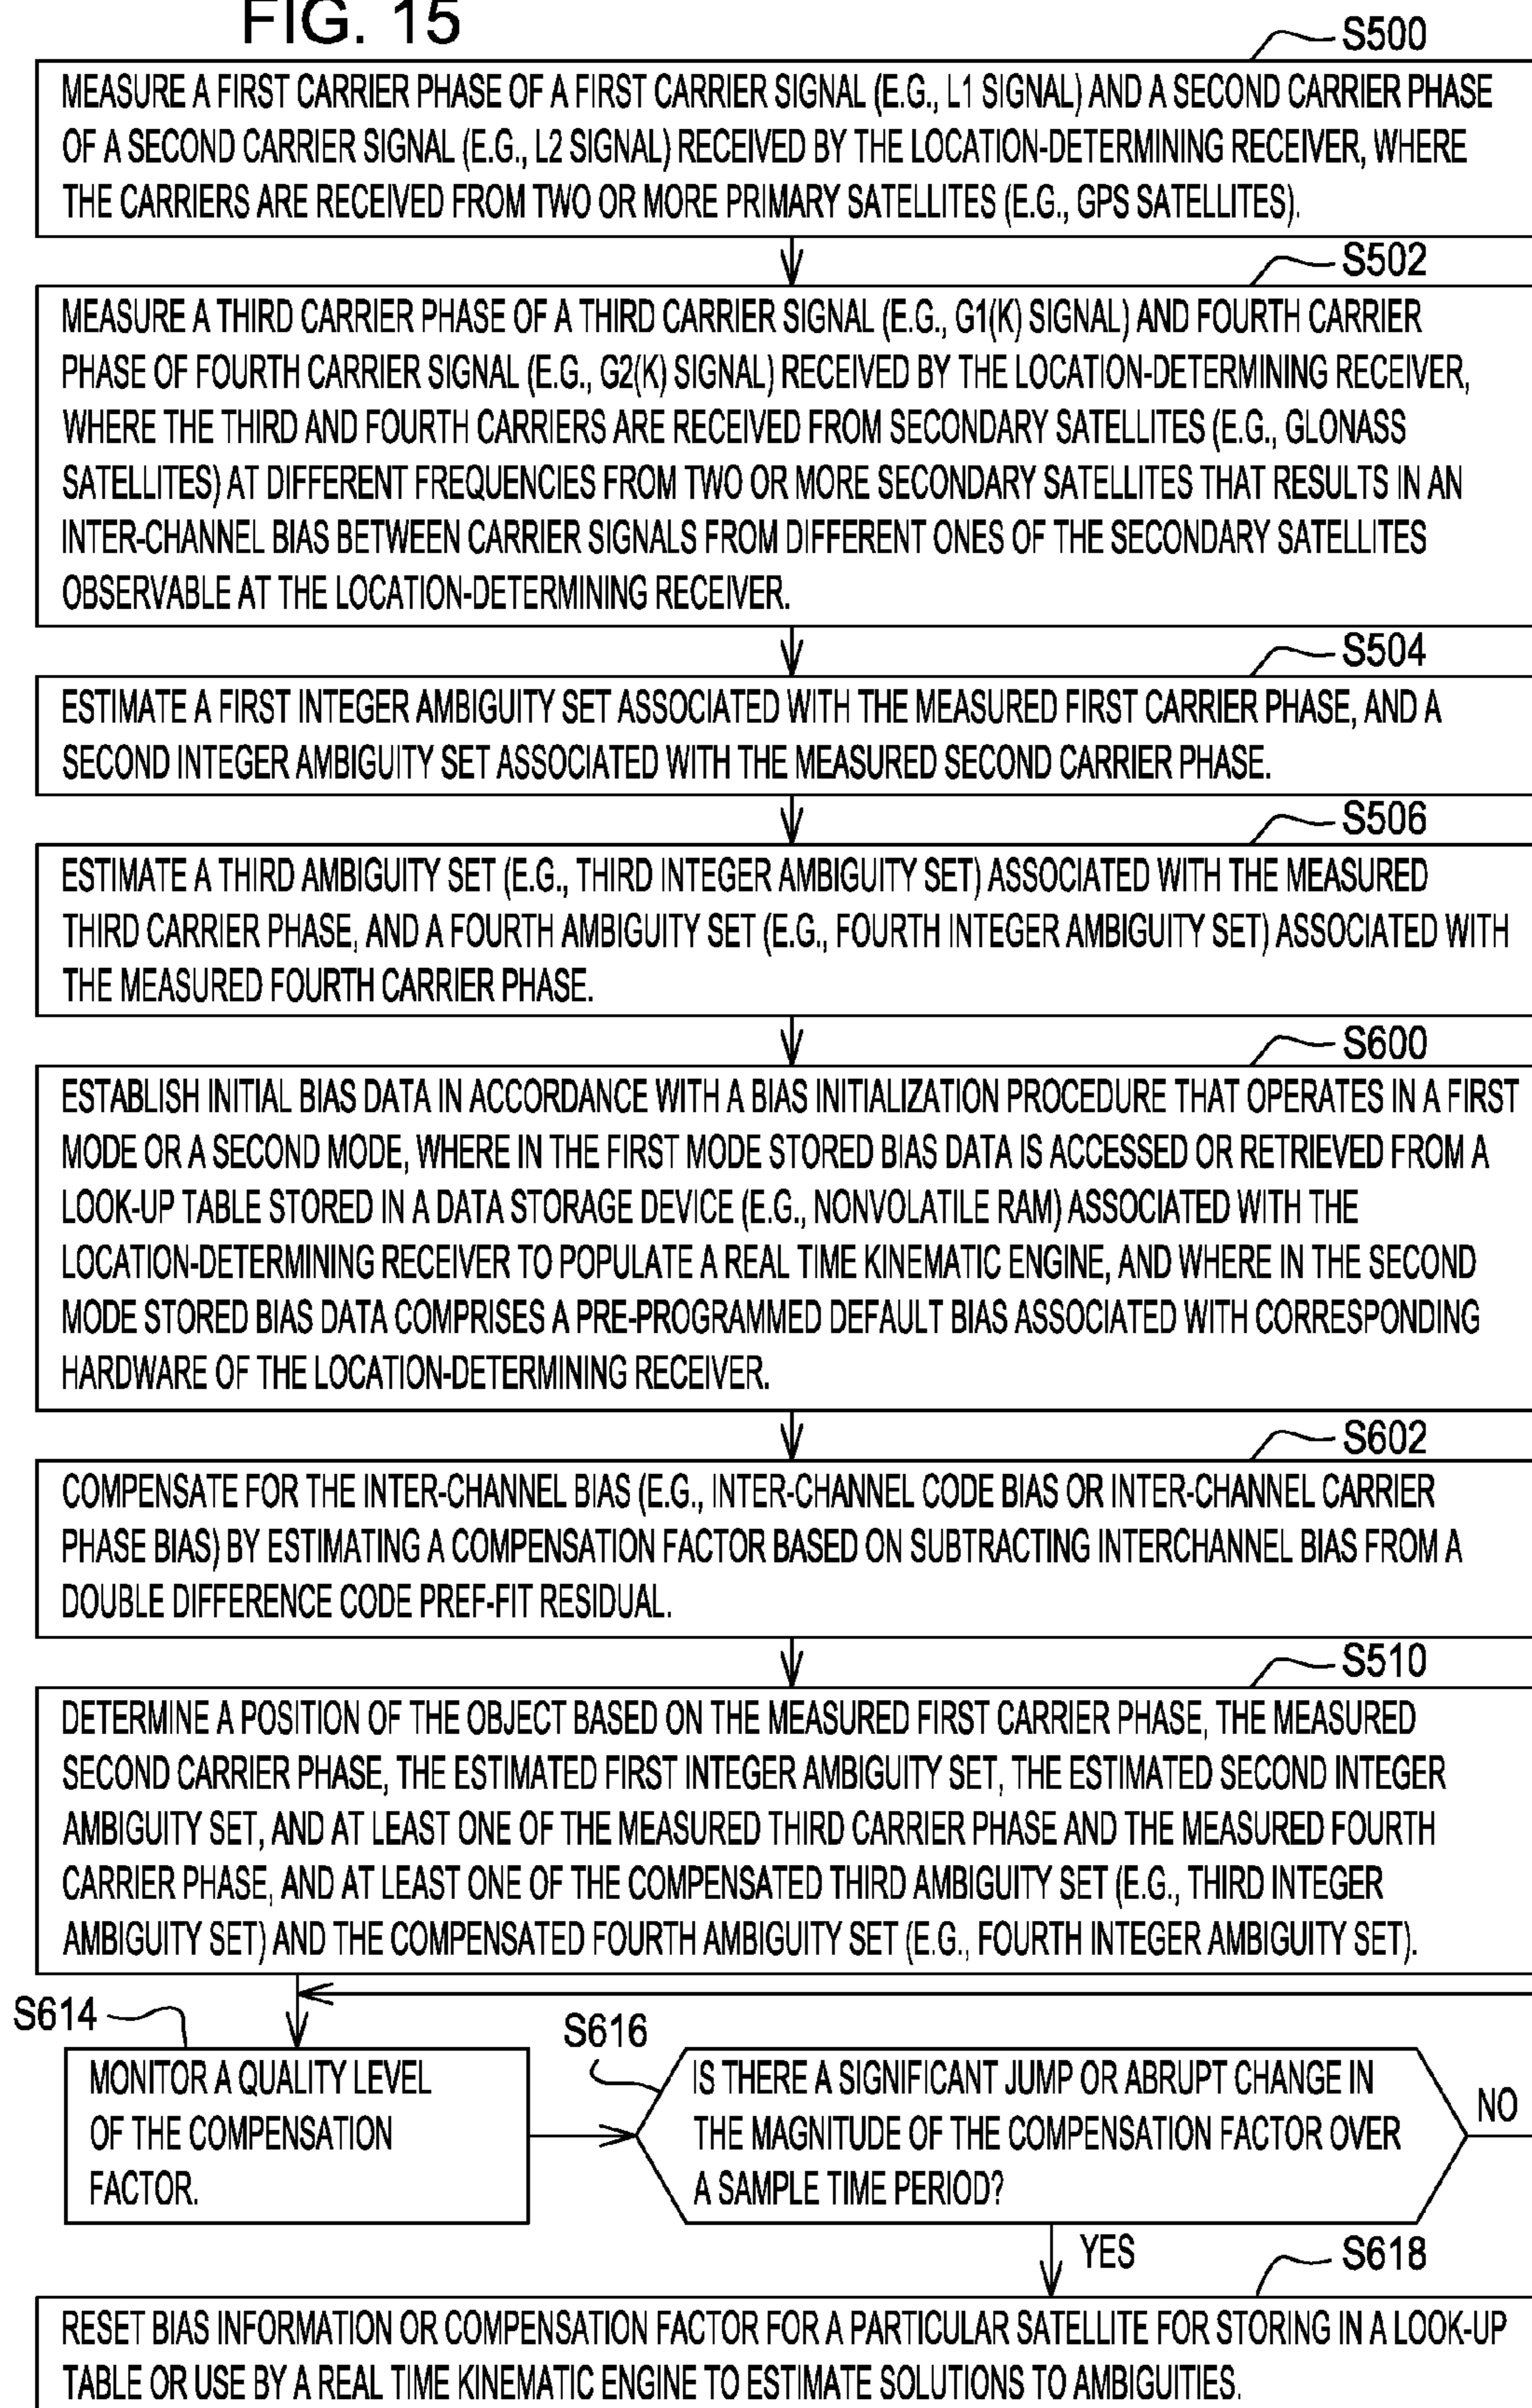 FIG. 15
S500
MEASURE A FIRST CARRIER PHASE OF A FIRST CARRIER SIGNAL (E.G., L1 SIGNAL) AND A SECOND CARRIER PHASE
OF A SECOND CARRIER SIGNAL (E.G., L2 SIGNAL) RECEIVED BY THE LOCATION-DETERMINING RECEIVER, WHERE
THE CARRIERS ARE RECEIVED FROM TWO OR MORE PRIMARY SATELLITES (E.G., GPS SATELLITES).
S502
MEASURE A THIRD CARRIER PHASE OF A THIRD CARRIER SIGNAL (E.G., G1(K) SIGNAL) AND FOURTH CARRIER
PHASE OF FOURTH CARRIER SIGNAL (E.G., G2(K) SIGNAL) RECEIVED BY THE LOCATION-DETERMINING RECEIVER,
WHERE THE THIRD AND FOURTH CARRIERS ARE RECEIVED FROM SECONDARY SATELLITES (E.G., GLONASS
SATELLITES) AT DIFFERENT FREQUENCIES FROM TWO OR MORE SECONDARY SATELLITES THAT RESULTS IN AN
INTER-CHANNEL BIAS BETWEEN CARRIER SIGNALS FROM DIFFERENT ONES OF THE SECONDARY SATELLITES
OBSERVABLE AT THE LOCATION-DETERMINING RECEIVER.
S504
ESTIMATE A FIRST INTEGER AMBIGUITY SET ASSOCIATED WITH THE MEASURED FIRST CARRIER PHASE, AND A
SECOND INTEGER AMBIGUITY SET ASSOCIATED WITH THE MEASURED SECOND CARRIER PHASE.
S506
ESTIMATE A THIRD AMBIGUITY SET (E.G., THIRD INTEGER AMBIGUITY SET) ASSOCIATED WITH THE MEASURED
THIRD CARRIER PHASE, AND A FOURTH AMBIGUITY SET (E.G., FOURTH INTEGER AMBIGUITY SET) ASSOCIATED WITH
THE MEASURED FOURTH CARRIER PHASE.
S600
ESTABLISH INITIAL BIAS DATA IN ACCORDANCE WITH A BIAS INITIALIZATION PROCEDURE THAT OPERATES IN A FIRST
MODE OR A SECOND MODE, WHERE IN THE FIRST MODE STORED BIAS DATA IS ACCESSED OR RETRIEVED FROM A
LOOK-UP TABLE STORED IN A DATA STORAGE DEVICE (E.G., NONVOLATILE RAM) ASSOCIATED WITH THE
LOCATION-DETERMINING RECEIVER TO POPULATE A REAL TIME KINEMATIC ENGINE, AND WHERE IN THE SECOND
MODE STORED BIAS DATA COMPRISES A PRE-PROGRAMMED DEFAULT BIAS ASSOCIATED WITH CORRESPONDING
HARDWARE OF THE LOCATION-DETERMINING RECEIVER.
S602
COMPENSATE FOR THE INTER-CHANNEL BIAS (E.G., INTER-CHANNEL CODE BIAS OR INTER-CHANNEL CARRIER
PHASE BIAS) BY ESTIMATING A COMPENSATION FACTOR BASED ON SUBTRACTING INTERCHANNEL BIAS FROM A
DOUBLE DIFFERENCE CODE PREF-FIT RESIDUAL.
S510
DETERMINE A POSITION OF THE OBJECT BASED ON THE MEASURED FIRST CARRIER PHASE, THE MEASURED
SECOND CARRIER PHASE, THE ESTIMATED FIRST INTEGER AMBIGUITY SET, THE ESTIMATED SECOND INTEGER
AMBIGUITY SET, AND AT LEAST ONE OF THE MEASURED THIRD CARRIER PHASE AND THE MEASURED FOURTH
CARRIER PHASE, AND AT LEAST ONE OF THE COMPENSATED THIRD AMBIGUITY SET (E.G., THIRD INTEGER
AMBIGUITY SET) AND THE COMPENSATED FOURTH AMBIGUITY SET (E.G., FOURTH INTEGER AMBIGUITY SET).
S614
MONITOR A QUALITY LEVEL
OF THE COMPENSATION
FACTOR.
S616
IS THERE A SIGNIFICANT JUMP OR ABRUPT CHANGE IN
THE MAGNITUDE OF THE COMPENSATION FACTOR OVER
A SAMPLE TIME PERIOD?
NO
YES
S618
RESET BIAS INFORMATION OR COMPENSATION FACTOR FOR A PARTICULAR SATELLITE FOR STORING IN A LOOK-UP
TABLE OR USE BY A REAL TIME KINEMATIC ENGINE TO ESTIMATE SOLUTIONS TO AMBIGUITIES.